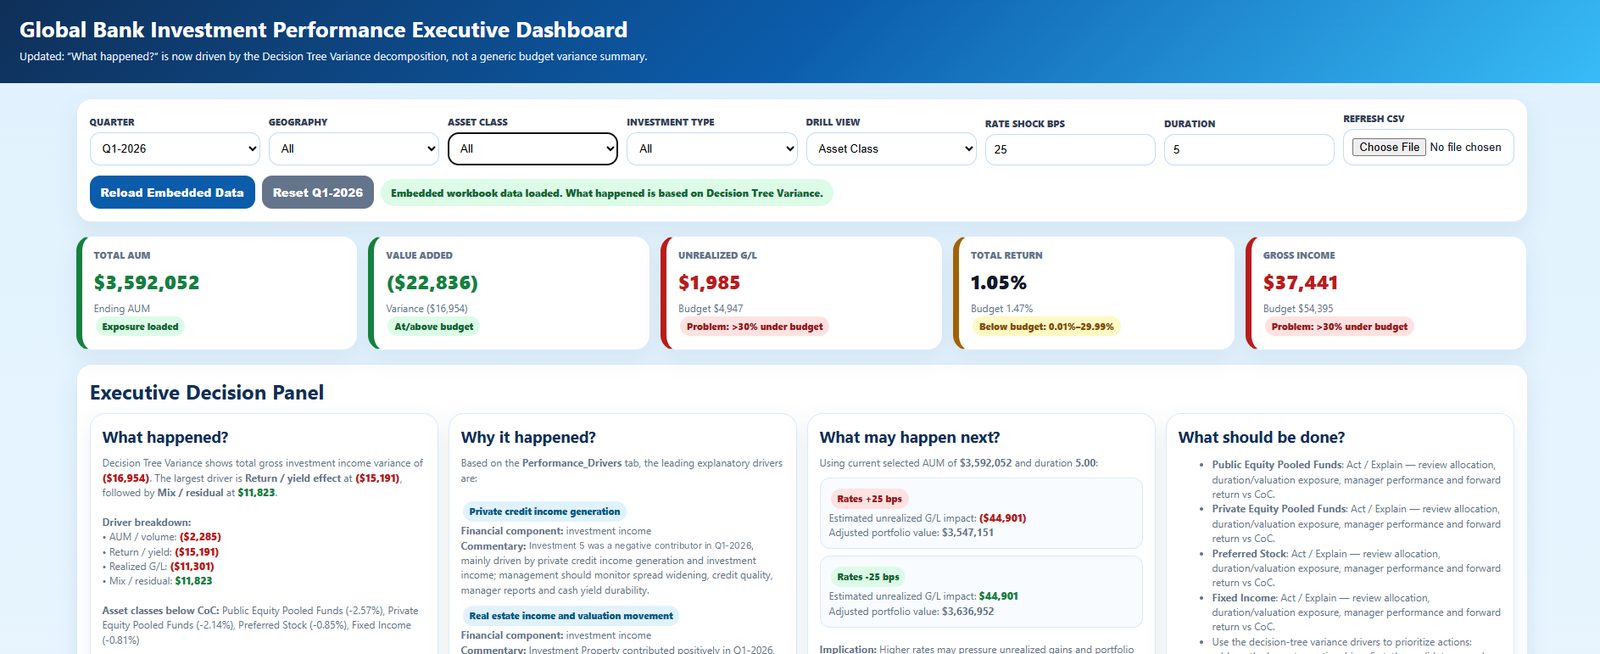 Global Bank Investment Performance Executive Dashboard
Updated: "What happened?" is now driven by the Decision Tree Variance decomposition, not a generic budget variance summary.
QUARTER
GEOGRAPHY
ASSET CLASS
INVESTMENT TYPE
DRILL VIEW
RATE SHOCK BPS
DURATION
REFRESH CSV
Q1-2026
All
All
All
Asset Class
25
5
Choose File No file chosen
Reload Embedded Data
Reset Q1-2026
Embedded workbook data loaded. What happened is based on Decision Tree Variance.
TOTAL AUM
$3,592,052
Ending AUM
Exposure loaded
VALUE ADDED
($22,836)
Variance ($16,954)
At/above budget
UNREALIZED G/L
$1,985
Budget $4,947
Problem: >30% under budget
TOTAL RETURN
1.05%
Budget 1.47%
Below budget: 0.01%–29.99%
GROSS INCOME
$37,441
Budget $54,395
Problem: >30% under budget
Executive Decision Panel
What happened?
Decision Tree Variance shows total gross investment income variance of
($16,954). The largest driver is Return / yield effect at ($15,191),
followed by Mix / residual at $11,823.
Driver breakdown:
• AUM / volume: ($2,285)
• Return / yield: ($15,191)
• Realized G/L: ($11,301)
• Mix / residual: $11,823
Asset classes below CoC: Public Equity Pooled Funds (-2.57%), Private
Equity Pooled Funds (-2.14%), Preferred Stock (-0.85%), Fixed Income
(-0.81%)
Why it happened?
Based on the Performance_Drivers tab, the leading explanatory drivers
are:
Private credit income generation
Financial component: investment income
Commentary: Investment 5 was a negative contributor in Q1-2026,
mainly driven by private credit income generation and investment
income; management should monitor spread widening, credit quality,
manager reports and cash yield durability.
Real estate income and valuation movement
Financial component: investment income
Commentary: Investment Property contributed positively in Q1-2026,
What may happen next?
Using current selected AUM of $3,592,052 and duration 5.00:
Rates +25 bps
Estimated unrealized G/L impact: ($44,901)
Adjusted portfolio value: $3,547,151
Rates -25 bps
Estimated unrealized G/L impact: $44,901
Adjusted portfolio value: $3,636,952
Implication: Higher rates may pressure unrealized gains and portfolio
What should be done?
• Public Equity Pooled Funds: Act / Explain — review allocation,
duration/valuation exposure, manager performance and forward
return vs CoC.
• Private Equity Pooled Funds: Act / Explain — review allocation,
duration/valuation exposure, manager performance and forward
return vs CoC.
• Preferred Stock: Act / Explain — review allocation,
duration/valuation exposure, manager performance and forward
return vs CoC.
• Fixed Income: Act / Explain — review allocation,
duration/valuation exposure, manager performance and forward
return vs CoC.
• Use the decision-tree variance drivers to prioritize actions: